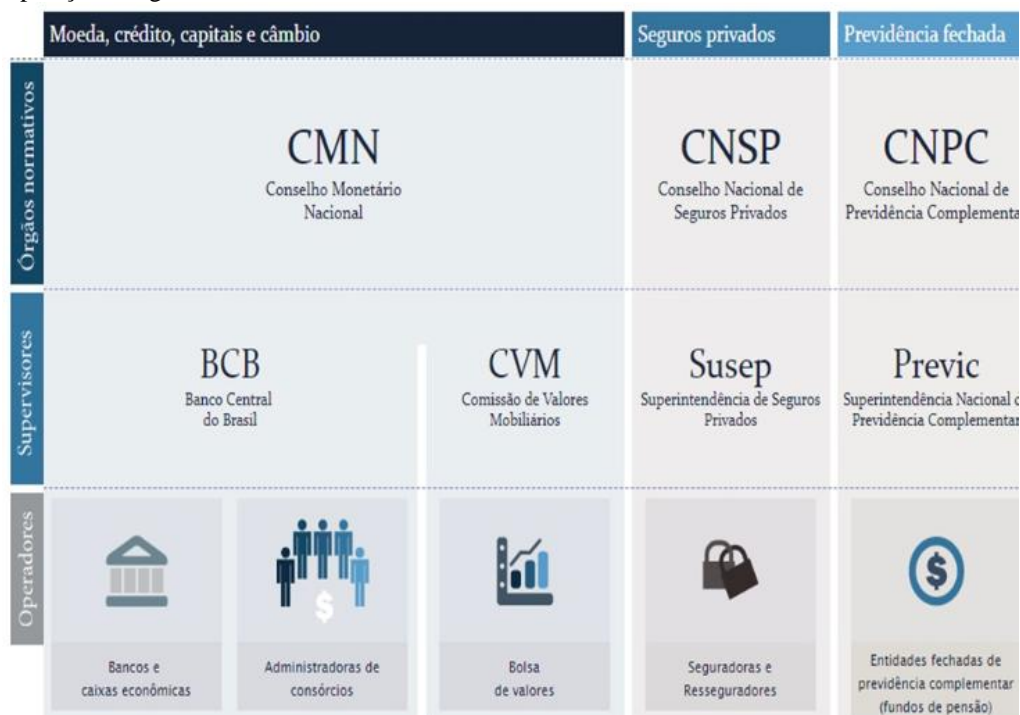 Moeda, crédito, capitais e câmbio
Seguros privados
Previdência fechada
Órgãos normativos
CMN
Conselho Monetário
Nacional
CNSP
Conselho Nacional de
Seguros Privados
CNPC
Conselho Nacional de
Previdência Complementa
Supervisores
BCB
Banco Central
do Brasil
CVM
Comissão de Valores
Mobiliários
Susep
Superintendência de Seguros
Privados
Previc
Superintendência Nacional d
Previdência Complementar
Operadores
$
$
Bancos e
caixas econômicas
Administradoras de
consórcios
Bolsa
de valores
Seguradoras e
Resseguradores
Entidades fechadas de
previdência complementar
(fundos de pensão)